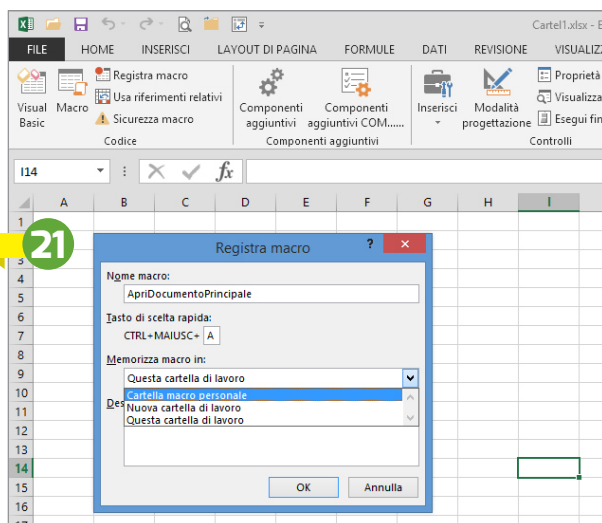 Cartel1.xlsx - E
FILE HOME INSERISCI LAYOUT DI PAGINA FORMULE DATI REVISIONE VISUALIZZ
Visual Basic
Macro
Registra macro
Usa riferimenti relativi
Sicurezza macro
Componenti aggiuntivi
Componenti aggiuntivi COM......
Inserisci
Modalità progettazione
Proprietà
Visualizza
Esegui fin
Codice Componenti aggiuntivi Controlli
I14 fx
A B C D E F G H I
1
21
3
4
5
6
7
8
9
10
11
12
13
14
15
16
17
Registra macro ? ×
Nome macro:
ApriDocumentoPrincipale
Tasto di scelta rapida:
CTRL+MAIUSC+ A
Memorizza macro in:
Questa cartella di lavoro
Cartella macro personale
Des
Nuova cartella di lavoro
Questa cartella di lavoro
OK Annulla